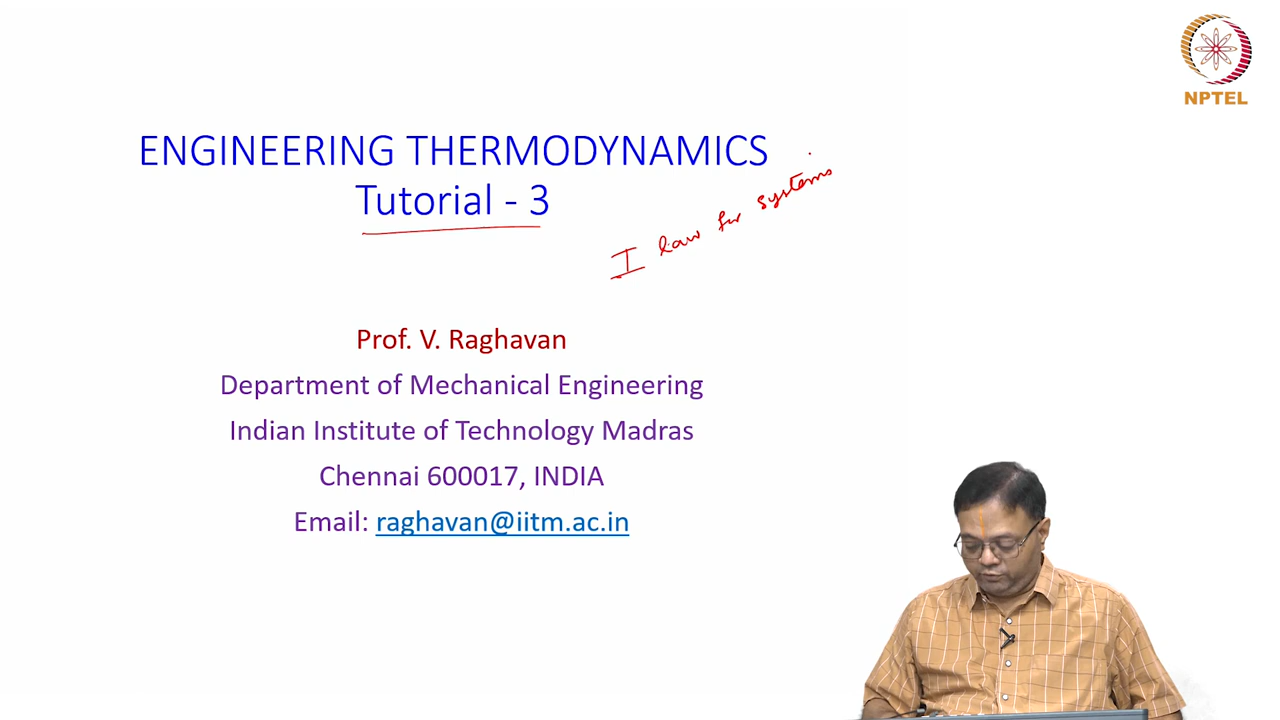 NPTEL
ENGINEERING THERMODYNAMICS
Tutorial - 3
I law for systems
Prof. V. Raghavan
Department of Mechanical Engineering
Indian Institute of Technology Madras
Chennai 600017, INDIA
Email: raghavan@iitm.ac.in